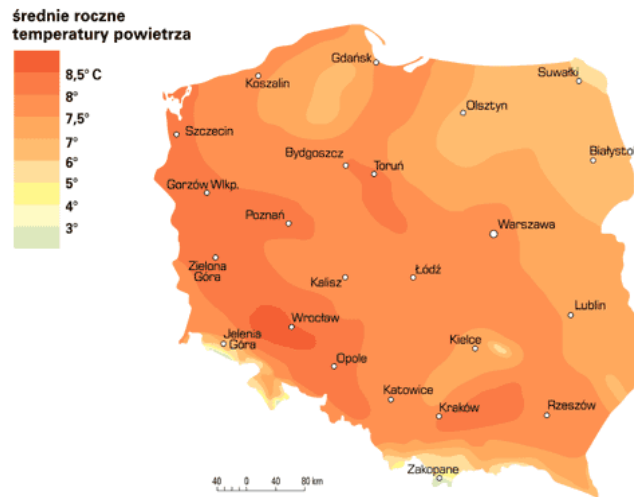 średnie roczne
temperatury powietrza
8,5° C
8°
7,5°
7°
6°
5°
4°
3°
Gdańsk
Koszalin
Suwałki
Olsztyn
Szczecin
Białystok
Bydgoszcz
Toruń
Gorzów Wlkp.
Poznań
Warszawa
Zielona
Góra
Kalisz
Łódź
Wrocław
Lublin
Jelenia
Góra
Kielce
Opole
Katowice
Kraków
Rzeszów
Zakopane
40 0 40 80 km